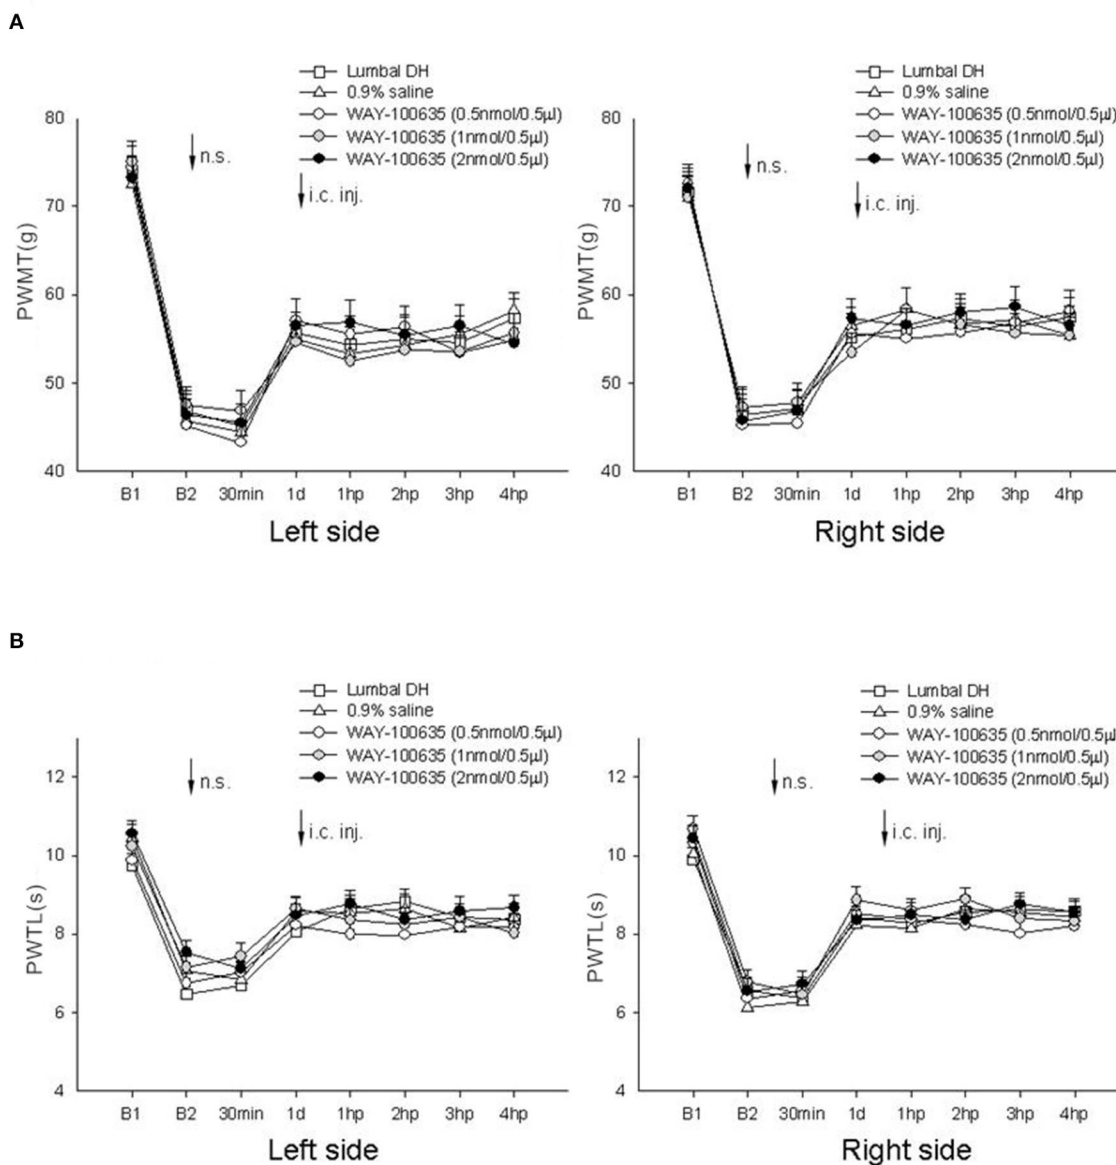 A
Lumbal DH
0.9% saline
WAY-100635 (0.5nmol/0.5µl)
WAY-100635 (1nmol/0.5µl)
WAY-100635 (2nmol/0.5µl)
n.s.
i.c. inj.
PWMT(g)
80
70
60
50
40
B1 B2 30min 1d 1hp 2hp 3hp 4hp
Left side
Lumbal DH
0.9% saline
WAY-100635 (0.5nmol/0.5µl)
WAY-100635 (1nmol/0.5µl)
WAY-100635 (2nmol/0.5µl)
n.s.
i.c. inj.
PWMT(g)
80
70
60
50
40
B1 B2 30min 1d 1hp 2hp 3hp 4hp
Right side
B
Lumbal DH
0.9% saline
WAY-100635 (0.5nmol/0.5µl)
WAY-100635 (1nmol/0.5µl)
WAY-100635 (2nmol/0.5µl)
n.s.
i.c. inj.
PWTL(s)
12
10
8
6
4
B1 B2 30min 1d 1hp 2hp 3hp 4hp
Left side
Lumbal DH
0.9% saline
WAY-100635 (0.5nmol/0.5µl)
WAY-100635 (1nmol/0.5µl)
WAY-100635 (2nmol/0.5µl)
n.s.
i.c. inj.
PWTL(s)
12
10
8
6
4
B1 B2 30min 1d 1hp 2hp 3hp 4hp
Right side